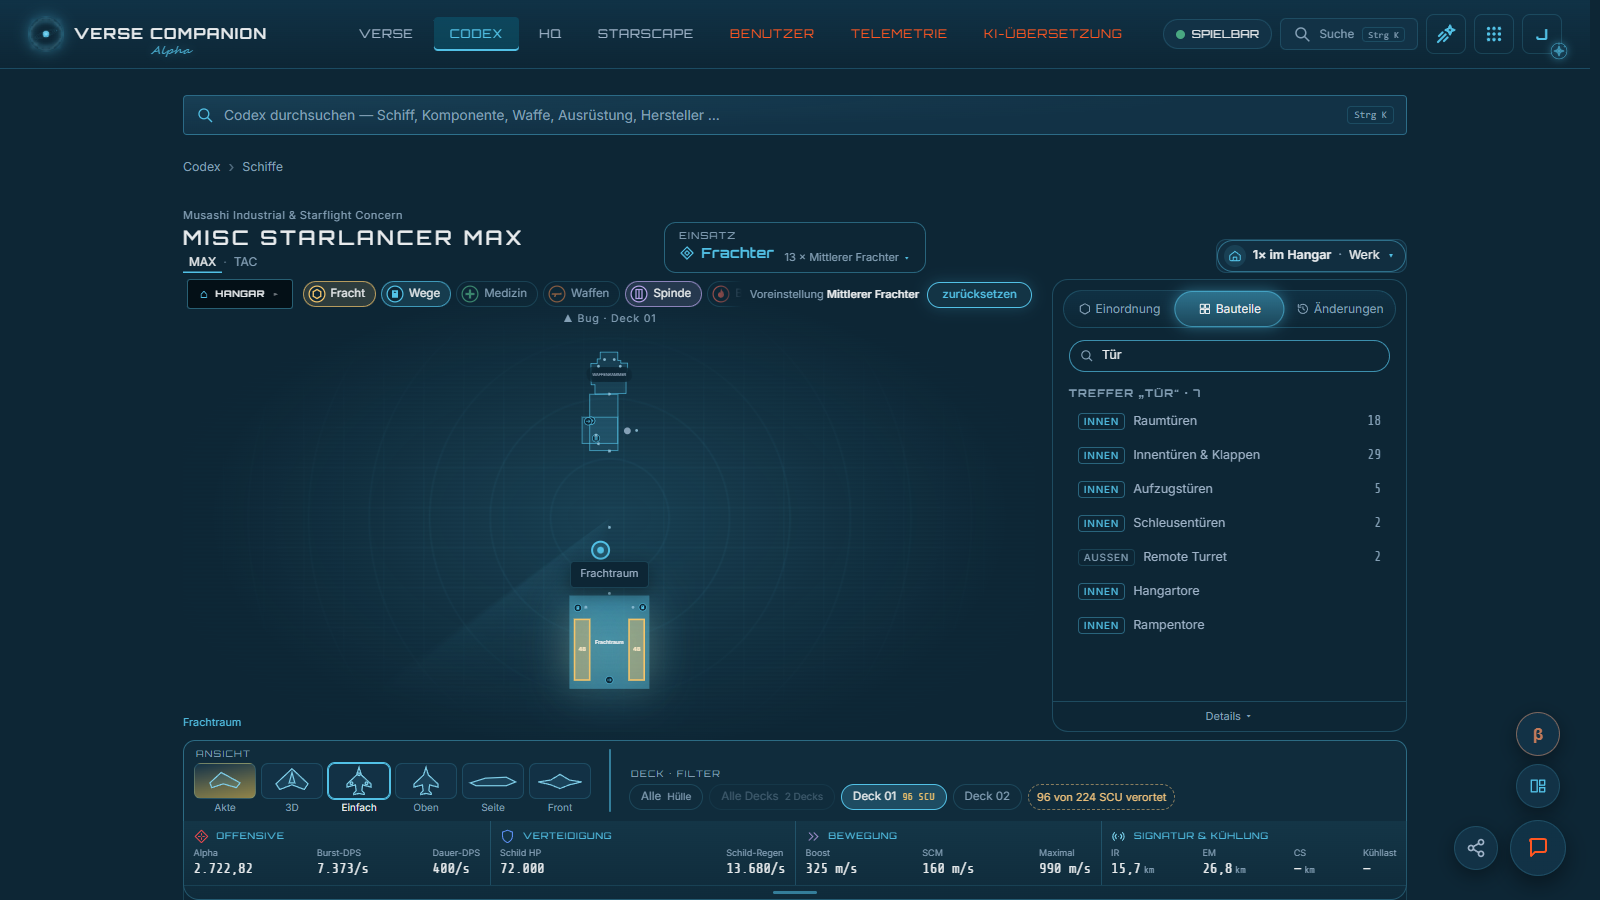 VERSE COMPANION
Alpha
VERSE
CODEX
HQ
STARSCAPE
BENUTZER
TELEMETRIE
KI-ÜBERSETZUNG
SPIELBAR
Suche
Strg K
Codex durchsuchen — Schiff, Komponente, Waffe, Ausrüstung, Hersteller ...
Strg K
Codex › Schiffe
Musashi Industrial & Starflight Concern
MISC STARLANCER MAX
MAX · TAC
EINSATZ
Frachter 13 × Mittlerer Frachter
1× im Hangar · Werk
HANGAR
Fracht
Wege
Medizin
Waffen
Spinde
Voreinstellung Mittlerer Frachter
zurücksetzen
▲ Bug · Deck 01
Frachtraum
Frachtraum
48
48
Frachtraum
Einordnung
Bauteile
Änderungen
Tür
TREFFER „TÜR“ · 7
INNEN Raumtüren 18
INNEN Innentüren & Klappen 29
INNEN Aufzugstüren 5
INNEN Schleusentüren 2
AUSSEN Remote Turret 2
INNEN Hangartore
INNEN Rampentore
Details
ANSICHT
Akte
3D
Einfach
Oben
Seite
Front
DECK · FILTER
Alle Hülle
Alle Decks 2 Decks
Deck 01 96 SCU
Deck 02
96 von 224 SCU verortet
OFFENSIVE
Alpha Burst-DPS Dauer-DPS
2.722,82 7.373/s 400/s
VERTEIDIGUNG
Schild HP Schild-Regen
72.000 13.680/s
BEWEGUNG
Boost SCM Maximal
325 m/s 160 m/s 990 m/s
SIGNATUR & KÜHLUNG
IR EM CS Kühllast
15,7 km 26,8 km — km —
β